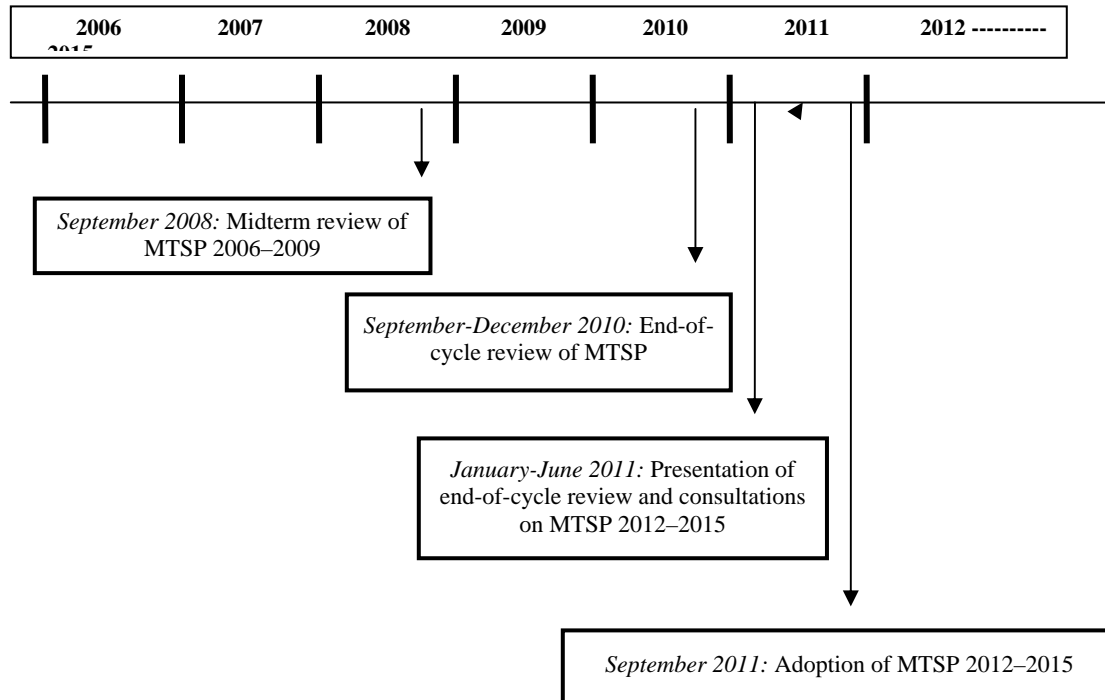 2006 2007 2008 2009 2010 2011 2012 ----------
2015
September 2008: Midterm review of
MTSP 2006–2009
September-December 2010: End-of-
cycle review of MTSP
January-June 2011: Presentation of
end-of-cycle review and consultations
on MTSP 2012–2015
September 2011: Adoption of MTSP 2012–2015